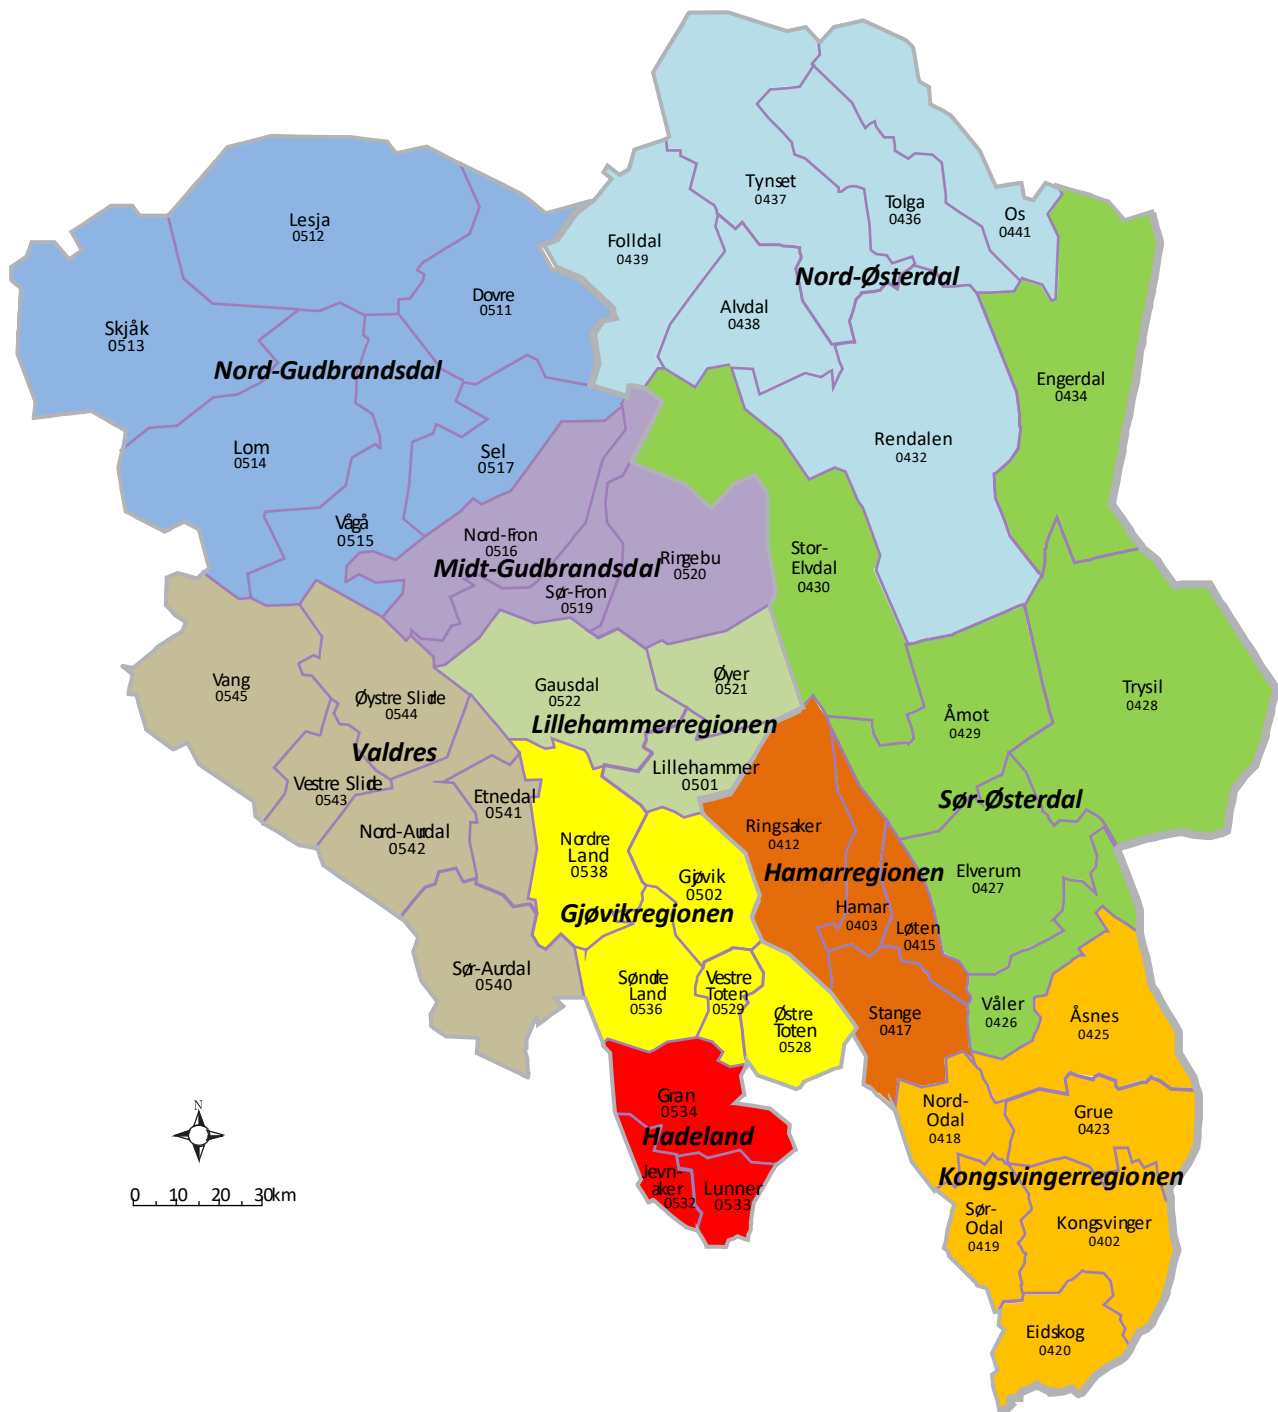 Tynset
0437
Tolga
0436
Os
0441
Folldal
0439
Alvdal
0438
Nord-Østerdal
Rendalen
0432
Lesja
0512
Dovre
0511
Skjåk
0513
Nord-Gudbrandsdal
Lom
0514
Sel
0517
Vågå
0515
Engerdal
0434
Stor-
Elvdal
0430
Trysil
0428
Åmot
0429
Sør-Østerdal
Elverum
0427
Våler
0426
Nord-Fron
0516
Midt-Gudbrandsdal
Ringebu
0520
Sør-Fron
0519
Gausdal
0522
Øyer
0521
Lillehammerregionen
Lillehammer
0501
Vang
0545
Øystre Slidre
0544
Valdres
Vestre Slidre
0543
Etnedal
0541
Nord-Aurdal
0542
Sør-Aurdal
0540
Nordre
Land
0538
Gjøvik
0502
Gjøvikregionen
Søndre
Land
0536
Vestre
Toten
0529
Østre
Toten
0528
Ringsaker
0412
Hamarregionen
Hamar
0403
Løten
0415
Stange
0417
Gran
0534
Hadeland
Jevn-
aker
0532
Lunner
0533
Åsnes
0425
Nord-
Odal
0418
Grue
0423
Kongsvingerregionen
Sør-
Odal
0419
Kongsvinger
0402
Eidskog
0420
N
0 10 20 30km